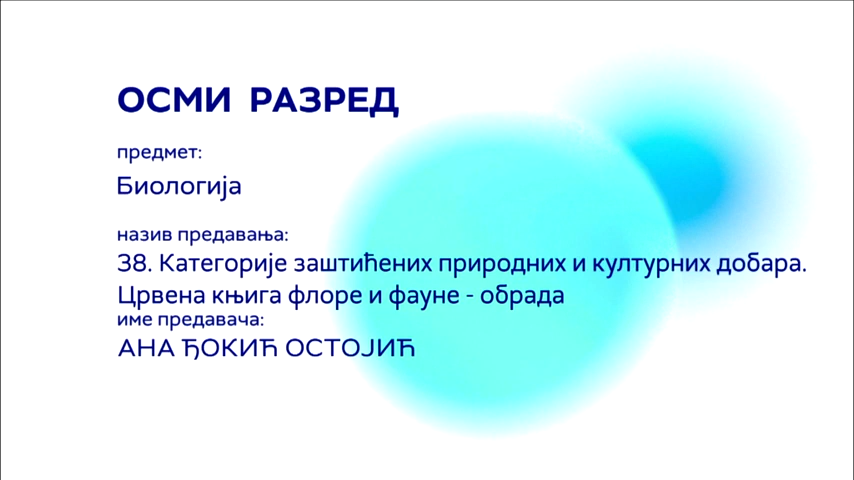 ОСМИ РАЗРЕД
предмет:
Биологија
назив предавања:
38. Категорије заштићених природних и културних добара.
Црвена књига флоре и фауне - обрада
име предавача:
АНА ЂОКИЋ ОСТОЈИЋ